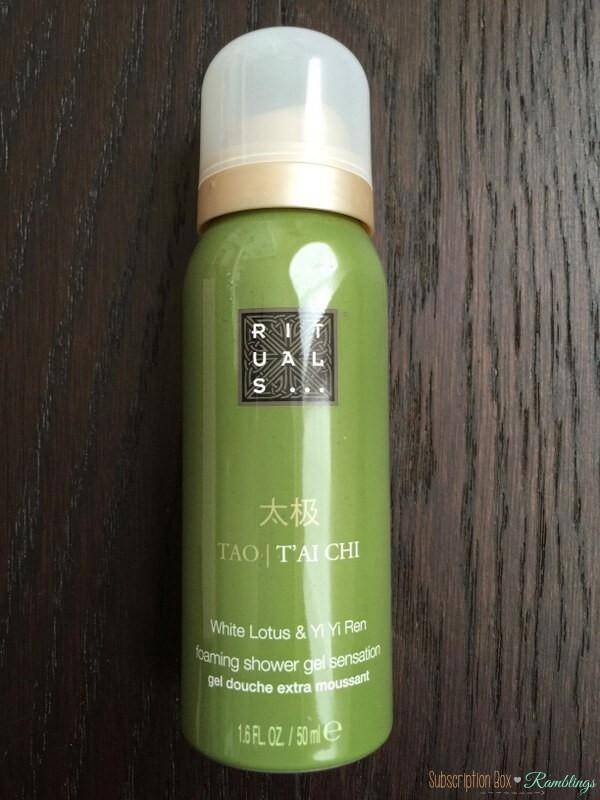 RIT
UAL
S...
太极
TAO | T'AI CHI
White Lotus & Yi Yi Ren
foaming shower gel sensation
gel douche extra moussant
1.6 FL. OZ. / 50 ml ℮
Subscription Box ♥ Ramblings